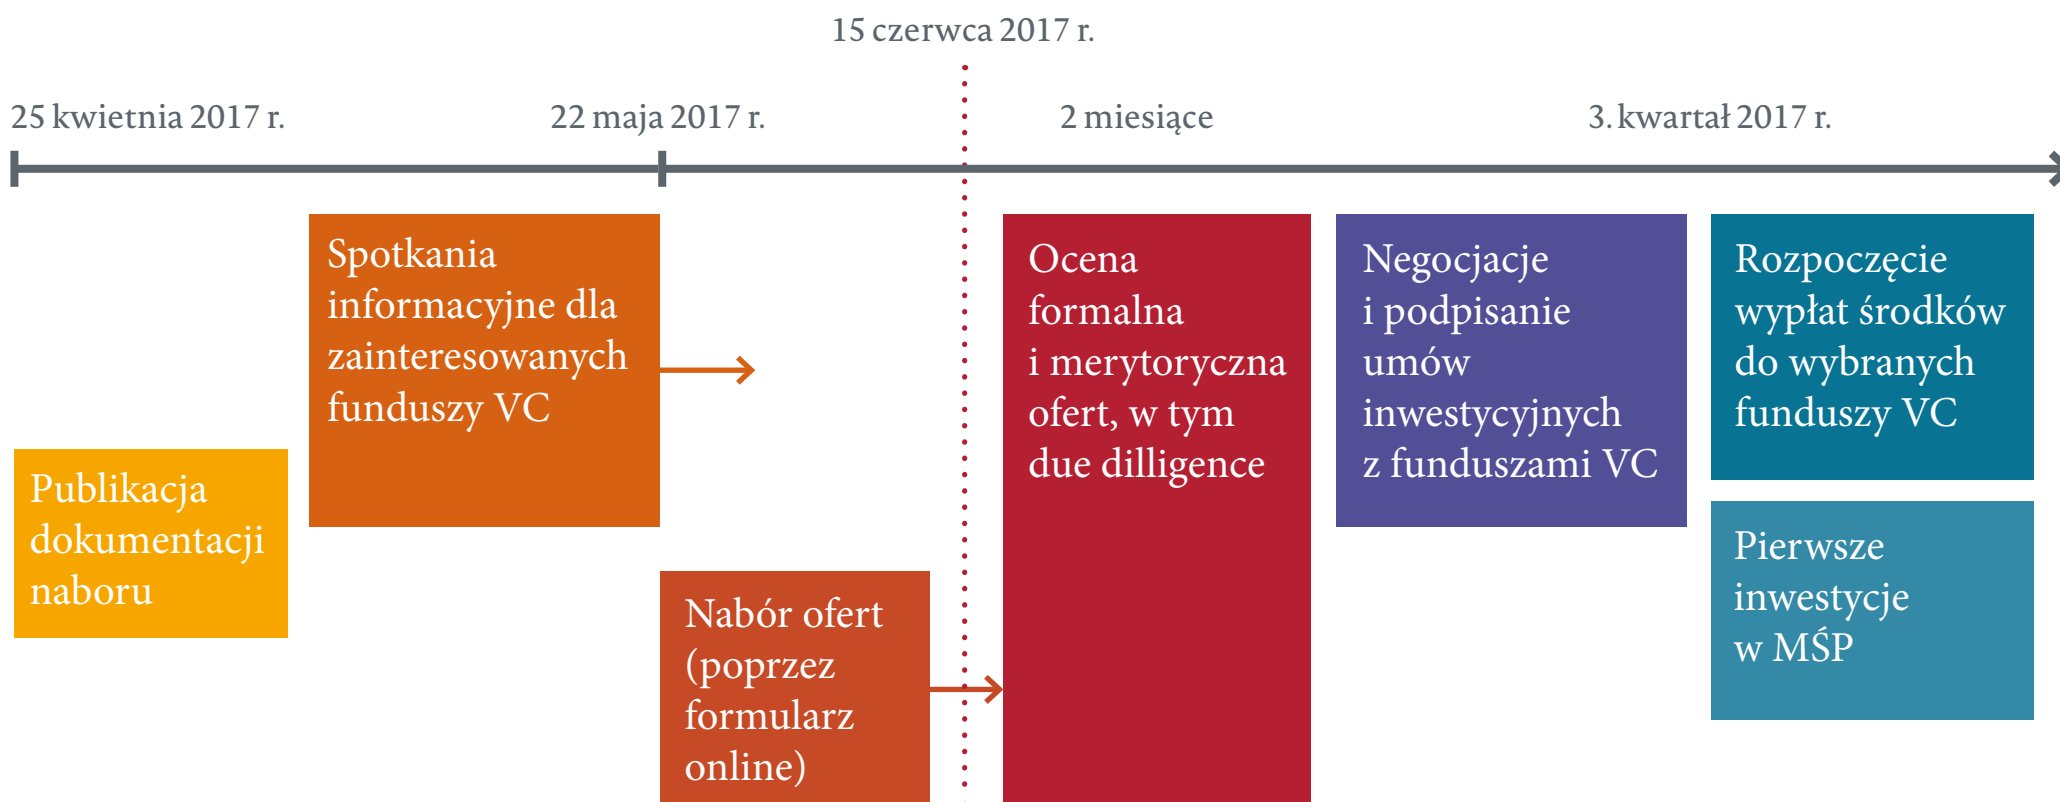 15 czerwca 2017 r.
25 kwietnia 2017 r.
22 maja 2017 r.
2 miesiące
3. kwartał 2017 r.
Publikacja
dokumentacji
naboru
Spotkania
informacyjne dla
zainteresowanych
funduszy VC
Nabór ofert
(poprzez
formularz
online)
Ocena
formalna
i merytoryczna
ofert, w tym
due dilligence
Negocjacje
i podpisanie
umów
inwestycyjnych
z funduszami VC
Rozpoczęcie
wypłat środków
do wybranych
funduszy VC
Pierwsze
inwestycje
w MŚP